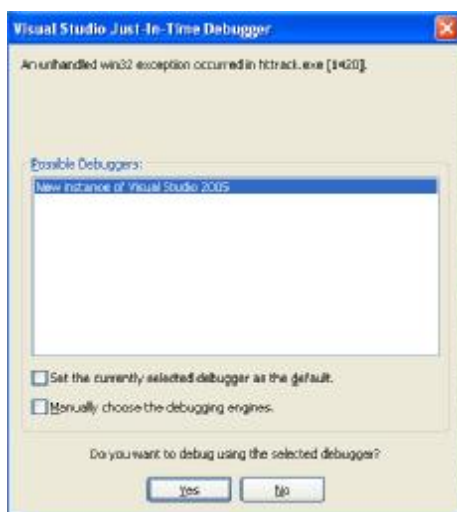 Visual Studio Just-In-Time Debugger
An unhandled win32 exception occurred in httrack.exe [1420].
Possible Debuggers:
New instance of Visual Studio 2005
Set the currently selected debugger as the default.
Manually choose the debugging engines.
Do you want to debug using the selected debugger?
Yes
No